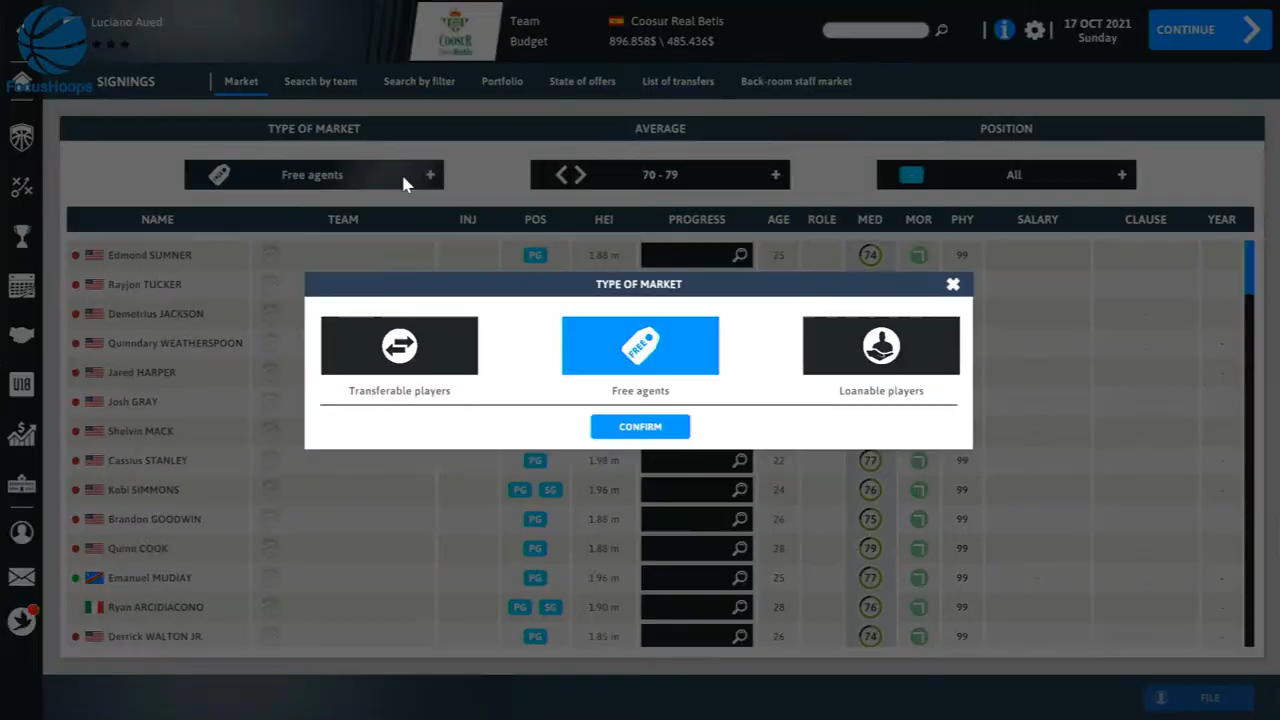 Luciano Aued
FocusHoops
COOSUR
Team
Budget
Coosur Real Betis
896.858$ \ 485.436$
17 OCT 2021
Sunday
CONTINUE
SIGNINGS
Market
Search by team
Search by filter
Portfolio
State of offers
List of transfers
Back-room staff market
TYPE OF MARKET
AVERAGE
POSITION
Free agents +
70 - 79 +
All +
NAME TEAM INJ POS HEI PROGRESS AGE ROLE MED MOR PHY SALARY CLAUSE YEAR
Edmond SUMNER PG 1.88 m 25 74 99
Rayjon TUCKER
Demetrius JACKSON
Quinndary WEATHERSPOON
Jared HARPER
Josh GRAY
Shelvin MACK
Cassius STANLEY PG 1.98 m 22 77 99
Kobi SIMMONS PG SG 1.96 m 24 76 99
Brandon GOODWIN PG 1.88 m 26 75 99
Quinn COOK PG 1.88 m 28 79 99
Emanuel MUDIAY PG 1.96 m 25 77 99
Ryan ARCIDIACONO PG SG 1.90 m 28 76 99
Derrick WALTON JR. PG 1.85 m 26 74 99
TYPE OF MARKET
FREE
Transferable players
Free agents
Loanable players
CONFIRM
U18
FILE